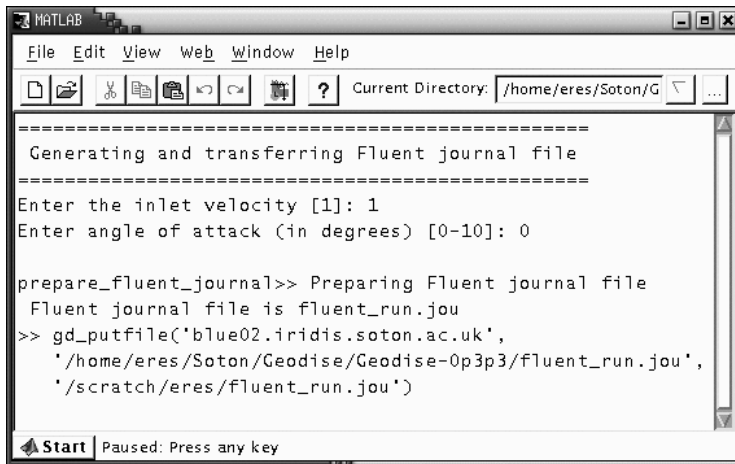 MATLAB
File Edit View Web Window Help
? Current Directory: /home/eres/Soton/G ...
==================================================
Generating and transferring Fluent journal file
==================================================
Enter the inlet velocity [1]: 1
Enter angle of attack (in degrees) [0-10]: 0
prepare_fluent_journal>> Preparing Fluent journal file
Fluent journal file is fluent_run.jou
>> gd_putfile('blue02.iridis.soton.ac.uk',
'/home/eres/Soton/Geodise/Geodise-0p3p3/fluent_run.jou',
'/scratch/eres/fluent_run.jou')
Start Paused: Press any key